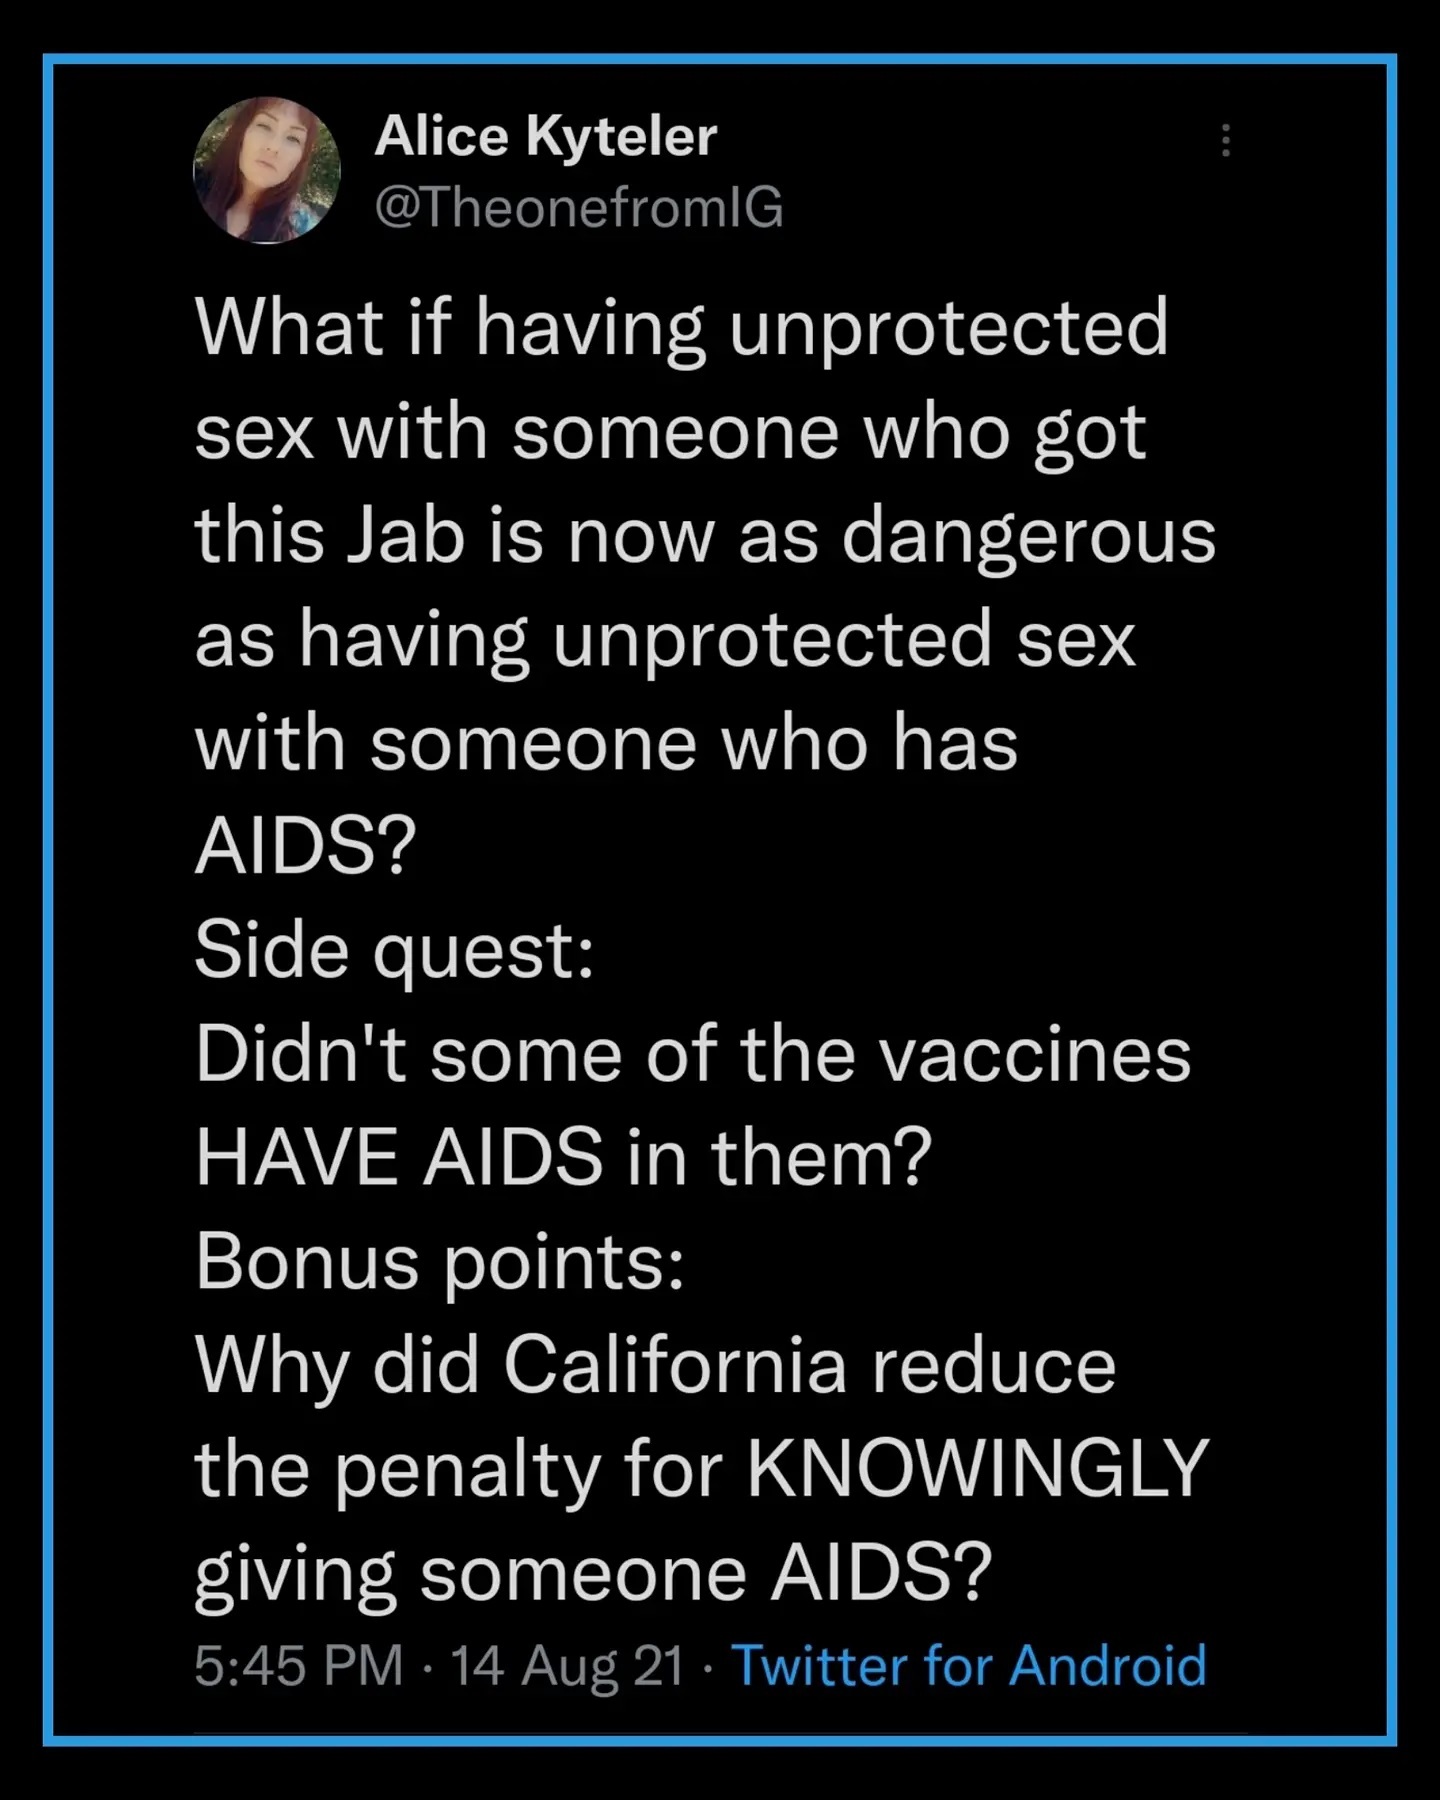 Alice Kyteler
@TheonefromIG
What if having unprotected
sex with someone who got
this Jab is now as dangerous
as having unprotected sex
with someone who has
AIDS?
Side quest:
Didn't some of the vaccines
HAVE AIDS in them?
Bonus points:
Why did California reduce
the penalty for KNOWINGLY
giving someone AIDS?
5:45 PM · 14 Aug 21 · Twitter for Android